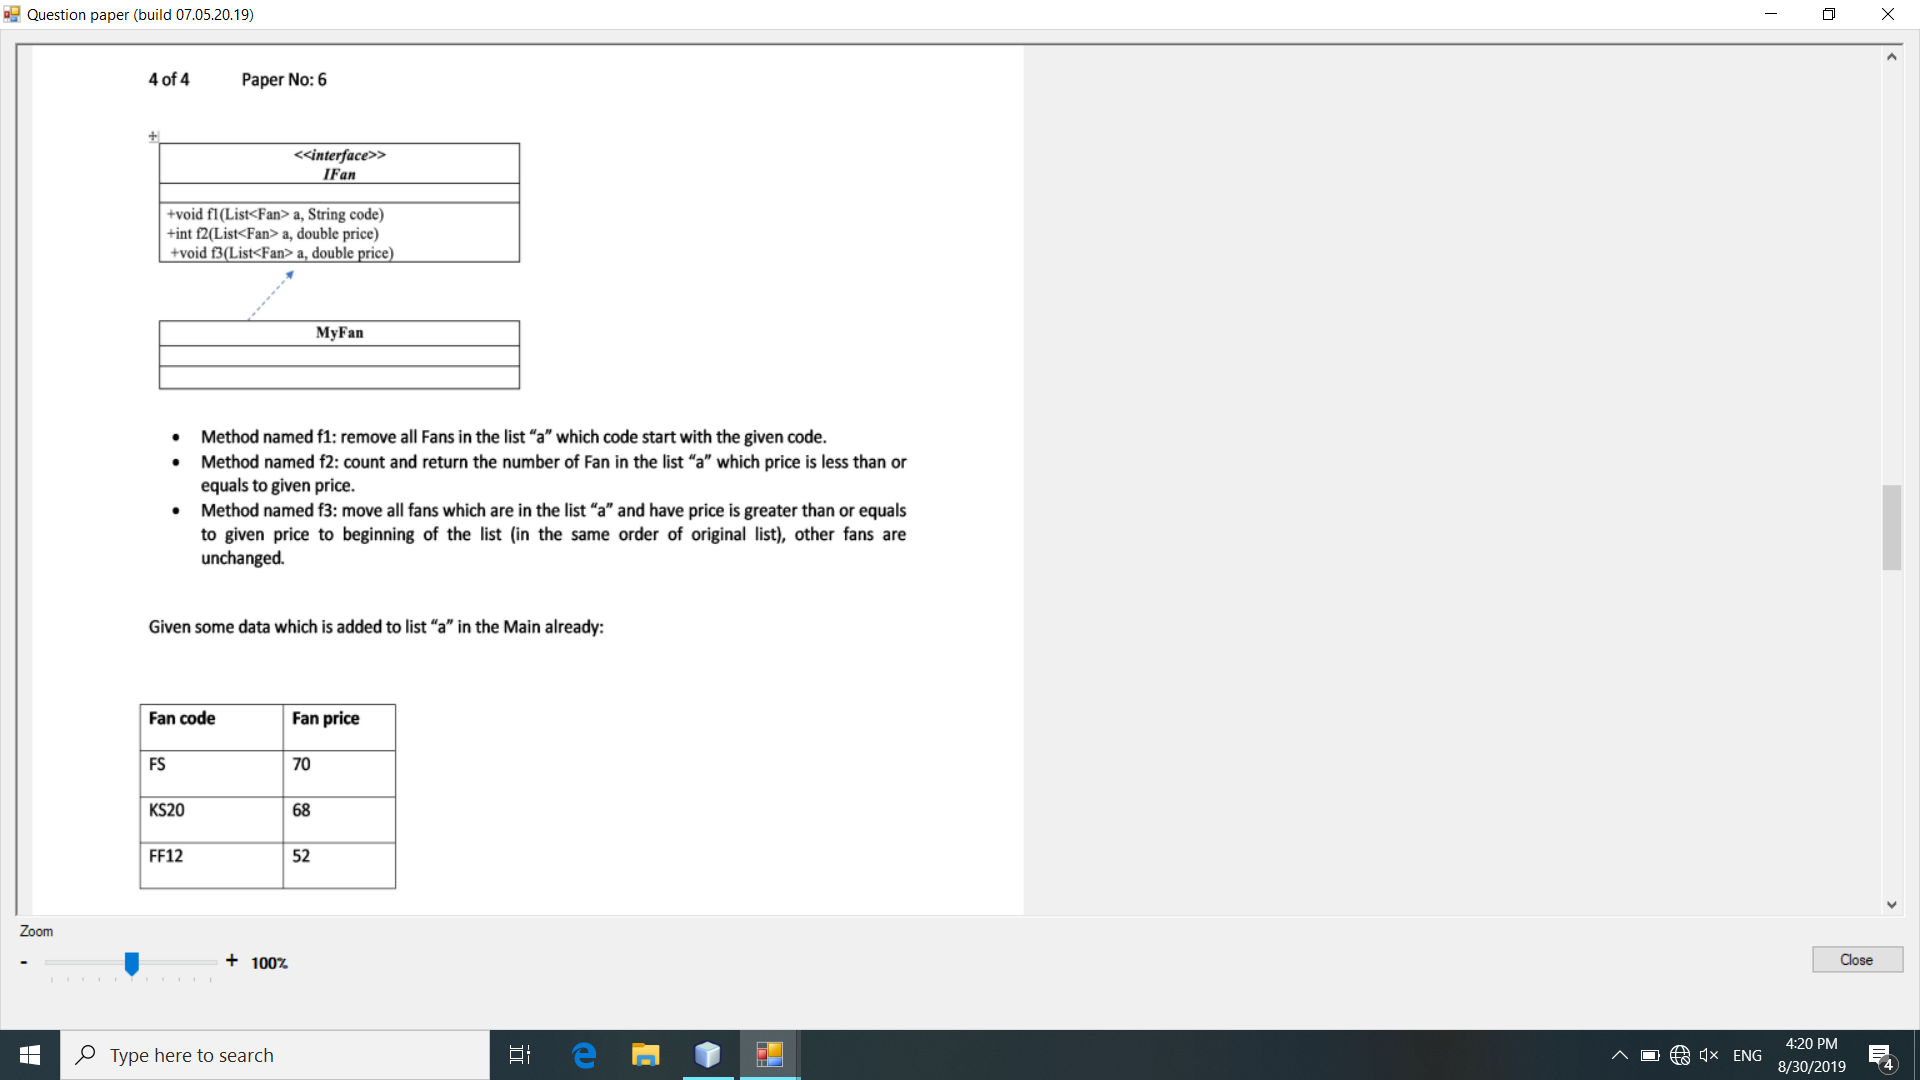 Question paper (build 07.05.20.19)
4 of 4 Paper No: 6
<<interface>>
IFan
+void f1(List<Fan> a, String code)
+int f2(List<Fan> a, double price)
+void f3(List<Fan> a, double price)
MyFan
• Method named f1: remove all Fans in the list “a” which code start with the given code.
• Method named f2: count and return the number of Fan in the list “a” which price is less than or
equals to given price.
• Method named f3: move all fans which are in the list “a” and have price is greater than or equals
to given price to beginning of the list (in the same order of original list), other fans are
unchanged.
Given some data which is added to list “a” in the Main already:
Fan code Fan price
FS 70
KS20 68
FF12 52
Zoom
- + 100%
Close
Type here to search
ENG
4:20 PM
8/30/2019
4